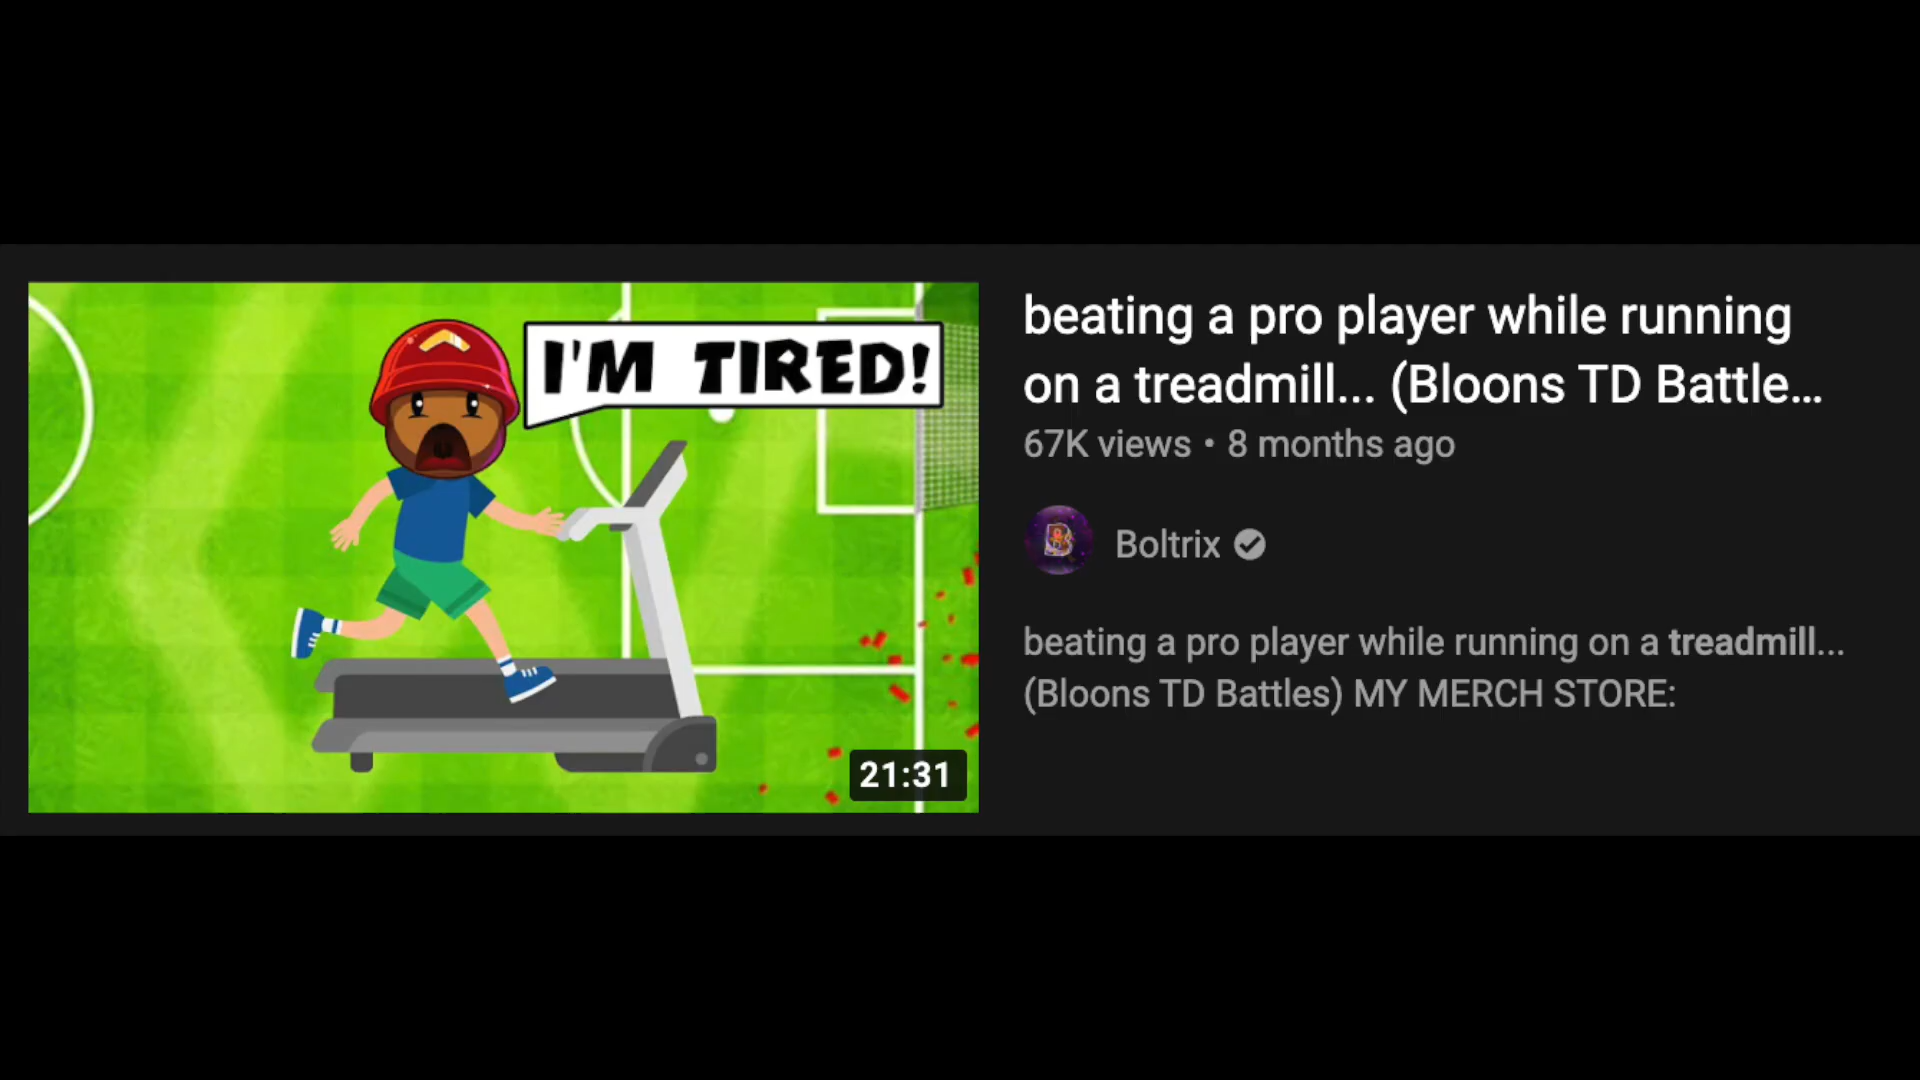 I'M TIRED!
21:31
beating a pro player while running
on a treadmill... (Bloons TD Battle...
67K views • 8 months ago
Boltrix
beating a pro player while running on a treadmill...
(Bloons TD Battles) MY MERCH STORE: